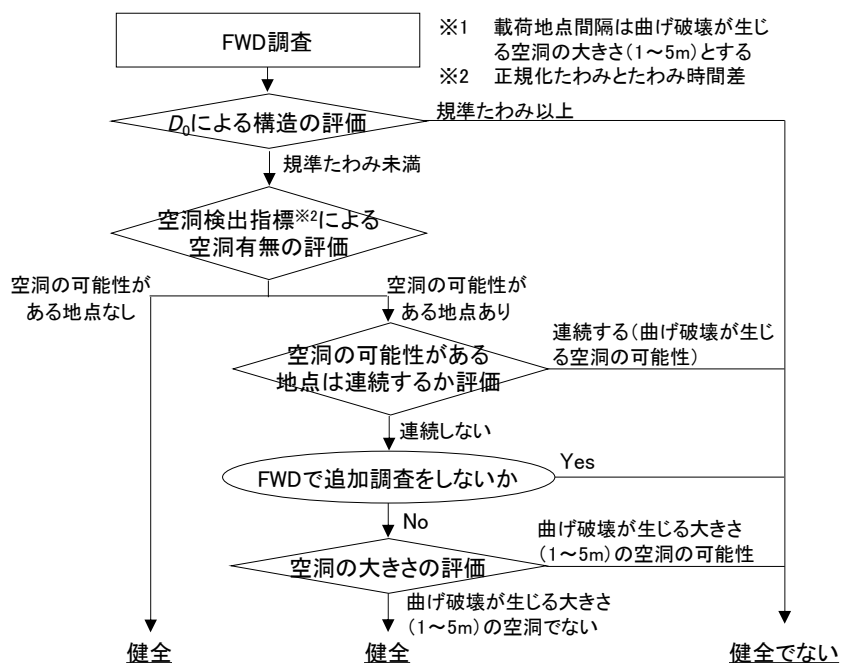 FWD調査
※1 載荷地点間隔は曲げ破壊が生じ
る空洞の大きさ(1～5m)とする
※2 正規化たわみとたわみ時間差
D0による構造の評価
規準たわみ以上
規準たわみ未満
空洞検出指標※2による
空洞有無の評価
空洞の可能性が
ある地点なし
空洞の可能性が
ある地点あり
空洞の可能性がある
地点は連続するか評価
連続する(曲げ破壊が生じ
る空洞の可能性)
連続しない
FWDで追加調査をしないか
Yes
No
空洞の大きさの評価
曲げ破壊が生じる大きさ
(1～5m)の空洞の可能性
曲げ破壊が生じる大きさ
(1～5m)の空洞でない
健全
健全
健全でない